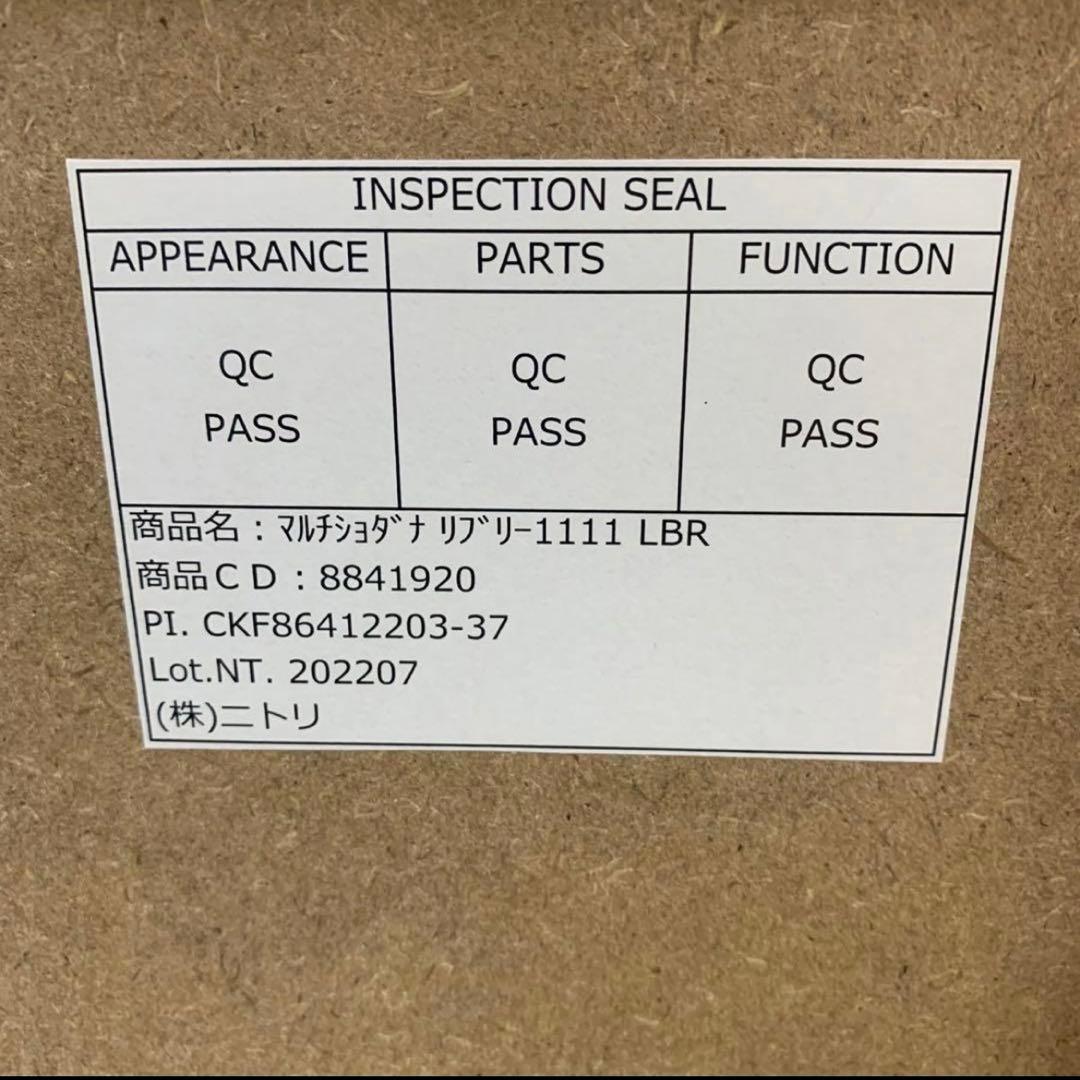 INSPECTION SEAL
APPEARANCE PARTS FUNCTION
QC QC QC
PASS PASS PASS
商品名：ﾏﾙﾁｼｮﾀﾞﾅ ﾘﾌﾞﾘｰ1111 LBR
商品ＣＤ：8841920
PI. CKF86412203-37
Lot.NT. 202207
(株)ニトリ